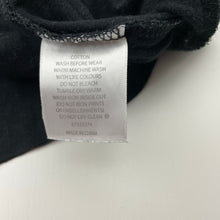 COTTON
WASH BEFORE WEAR
WARM MACHINE WASH
WITH LIKE COLOURS
DO NOT BLEACH
TUMBLE DRY WARM
WASH IRON INSIDE OUT
DO NOT IRON PRINTS
OR EMBELLISHMENTS
DO NOT DRY CLEAN
MADE IN CHINA